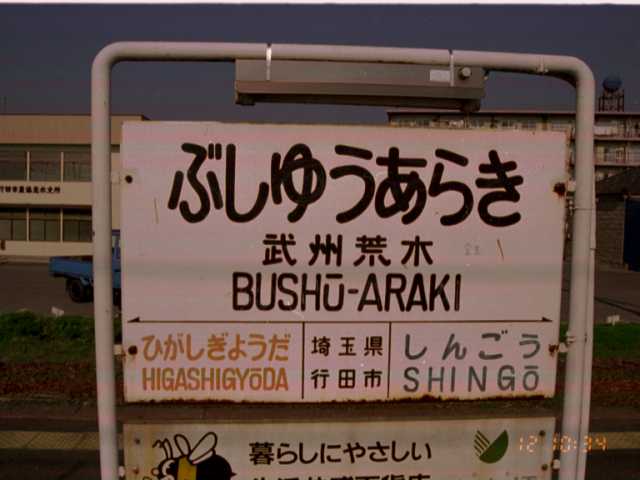 ぶしゅうあらき
武州荒木
BUSHŪ-ARAKI
ひがしぎょうだ
HIGASHIGYōDA
埼玉県
行田市
しんごう
SHINGŌ
暮らしにやさしい
12 10:34